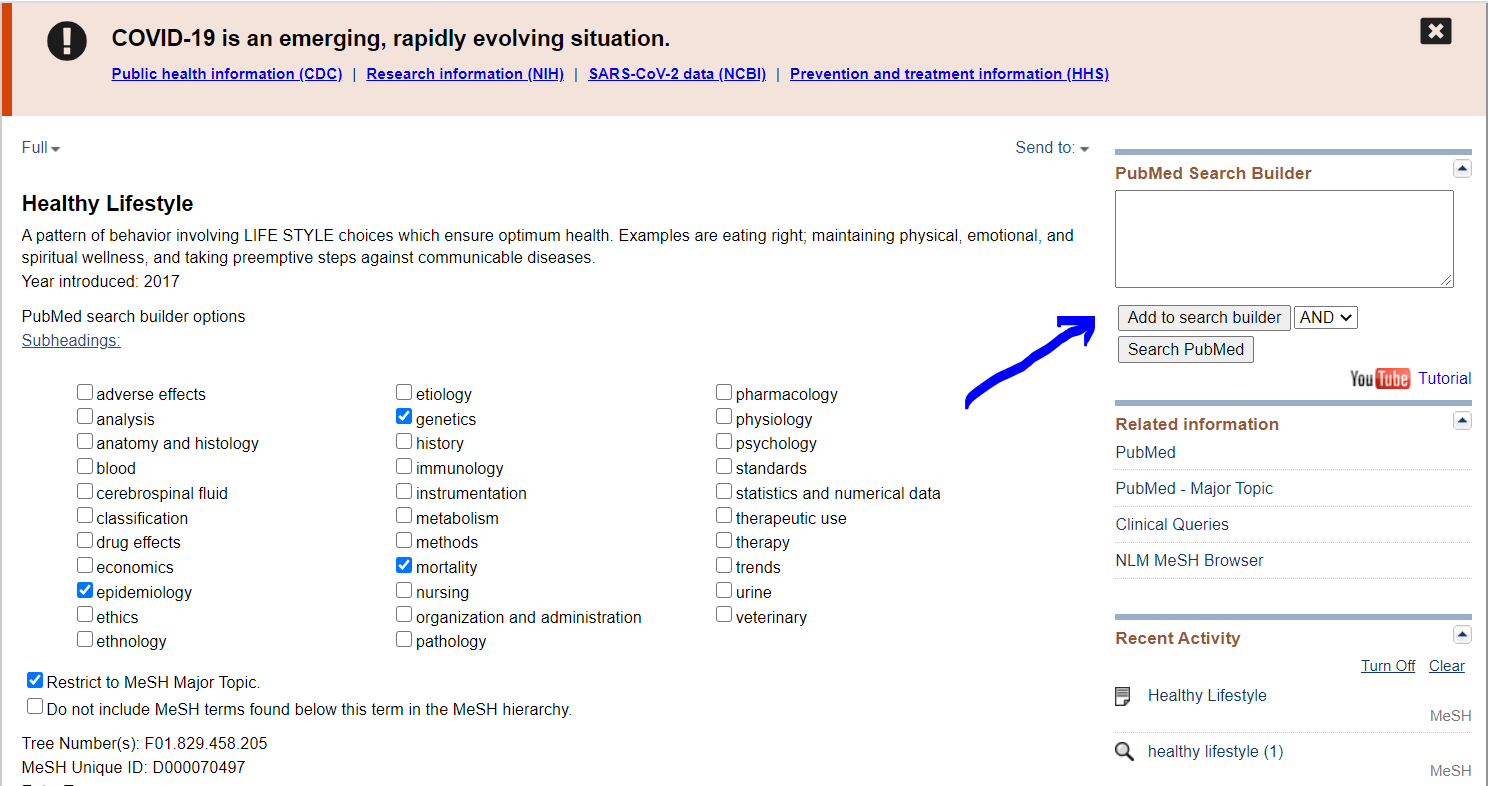 COVID-19 is an emerging, rapidly evolving situation.
Public health information (CDC) | Research information (NIH) | SARS-CoV-2 data (NCBI) | Prevention and treatment information (HHS)
Full
Send to:
Healthy Lifestyle
A pattern of behavior involving LIFE STYLE choices which ensure optimum health. Examples are eating right; maintaining physical, emotional, and
spiritual wellness, and taking preemptive steps against communicable diseases.
Year introduced: 2017
PubMed search builder options
Subheadings:
adverse effects
analysis
anatomy and histology
blood
cerebrospinal fluid
classification
drug effects
economics
epidemiology
ethics
ethnology
etiology
genetics
history
immunology
instrumentation
metabolism
methods
mortality
nursing
organization and administration
pathology
pharmacology
physiology
psychology
standards
statistics and numerical data
therapeutic use
therapy
trends
urine
veterinary
Restrict to MeSH Major Topic.
Do not include MeSH terms found below this term in the MeSH hierarchy.
Tree Number(s): F01.829.458.205
MeSH Unique ID: D000070497
PubMed Search Builder
Add to search builder AND
Search PubMed
YouTube Tutorial
Related information
PubMed
PubMed - Major Topic
Clinical Queries
NLM MeSH Browser
Recent Activity
Turn Off Clear
Healthy Lifestyle
MeSH
healthy lifestyle (1)
MeSH